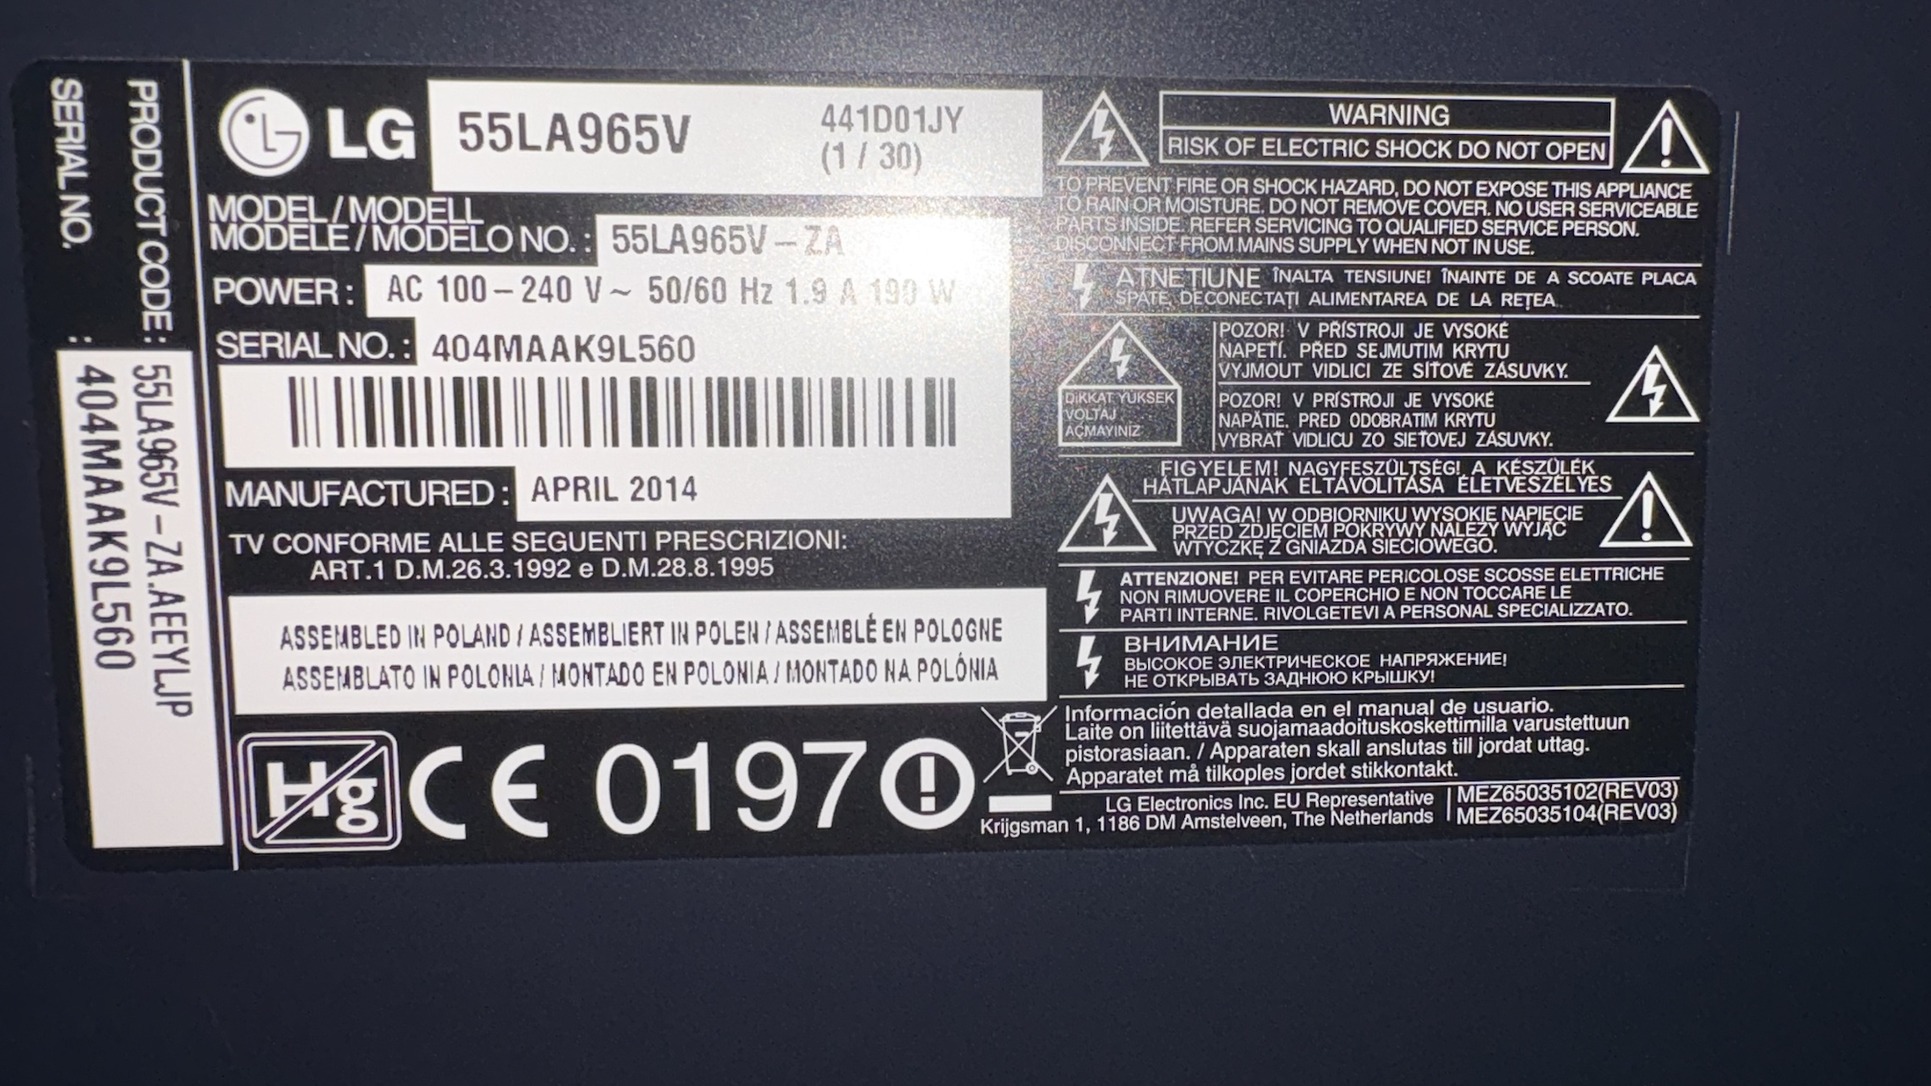 SERIAL NO. : 404MAAK9L560
PRODUCT CODE : 55LA965V-ZA.AEEYLJP
LG
55LA965V
441D01JY
(1 / 30)
MODEL / MODELL
MODELE / MODELO NO. : 55LA965V-ZA
POWER : AC 100-240 V~ 50/60 Hz 1.9 A 190 W
SERIAL NO. : 404MAAK9L560
MANUFACTURED : APRIL 2014
TV CONFORME ALLE SEGUENTI PRESCRIZIONI:
ART.1 D.M.26.3.1992 e D.M.28.8.1995
ASSEMBLED IN POLAND / ASSEMBLIERT IN POLEN / ASSEMBLÉ EN POLOGNE
ASSEMBLATO IN POLONIA / MONTADO EN POLONIA / MONTADO NA POLÓNIA
Hg CE 0197
WARNING
RISK OF ELECTRIC SHOCK DO NOT OPEN
TO PREVENT FIRE OR SHOCK HAZARD, DO NOT EXPOSE THIS APPLIANCE
TO RAIN OR MOISTURE. DO NOT REMOVE COVER. NO USER SERVICEABLE
PARTS INSIDE. REFER SERVICING TO QUALIFIED SERVICE PERSON.
DISCONNECT FROM MAINS SUPPLY WHEN NOT IN USE.
ATNEŢIUNE ÎNALTA TENSIUNE! ÎNAINTE DE A SCOATE PLACA
SPATE, DECONECTAŢI ALIMENTAREA DE LA REŢEA.
DİKKAT YÜKSEK
VOLTAJ
AÇMAYINIZ
POZOR! V PŘÍSTROJI JE VYSOKÉ
NAPETÍ. PŘED SEJMUTIM KRYTU
VYJMOUT VIDLICI ZE SÍŤOVÉ ZÁSUVKY.
POZOR! V PRÍSTROJI JE VYSOKÉ
NAPÄTIE. PRED ODOBRATIM KRYTU
VYBRAŤ VIDLICU ZO SIEŤOVEJ ZÁSUVKY.
FIGYELEM! NAGYFESZÜLTSÉG! A KÉSZÜLÉK
HÁTLAPJÁNAK ELTÁVOLÍTÁSA ÉLETVESZÉLYES
UWAGA! W ODBIORNIKU WYSOKIE NAPIĘCIE
PRZED ZDJĘCIEM POKRYWY NALEŻY WYJĄĆ
WTYCZKĘ Z GNIAZDA SIECIOWEGO.
ATTENZIONE! PER EVITARE PERICOLOSE SCOSSE ELETTRICHE
NON RIMUOVERE IL COPERCHIO E NON TOCCARE LE
PARTI INTERNE. RIVOLGETEVI A PERSONAL SPECIALIZZATO.
ВНИМАНИЕ
ВЫСОКОЕ ЭЛЕКТРИЧЕСКОЕ НАПРЯЖЕНИЕ!
НЕ ОТКРЫВАТЬ ЗАДНЮЮ КРЫШКУ!
Información detallada en el manual de usuario.
Laite on liitettävä suojamaadoituskoskettimilla varustettuun
pistorasiaan. / Apparaten skall anslutas till jordat uttag.
Apparatet må tilkoples jordet stikkontakt.
LG Electronics Inc. EU Representative
Krijgsman 1, 1186 DM Amstelveen, The Netherlands
MEZ65035102(REV03)
MEZ65035104(REV03)